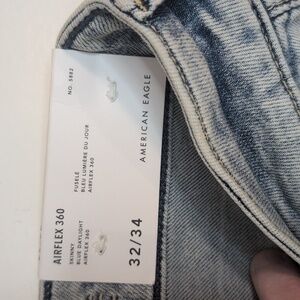 NO. 5882
AMERICAN EAGLE
FUSELÉ
BLEU LUMIÈRE DU JOUR
AIRFLEX 360
AIRFLEX 360
SKINNY
BLUE DAYLIGHT
AIRFLEX 360
32/34